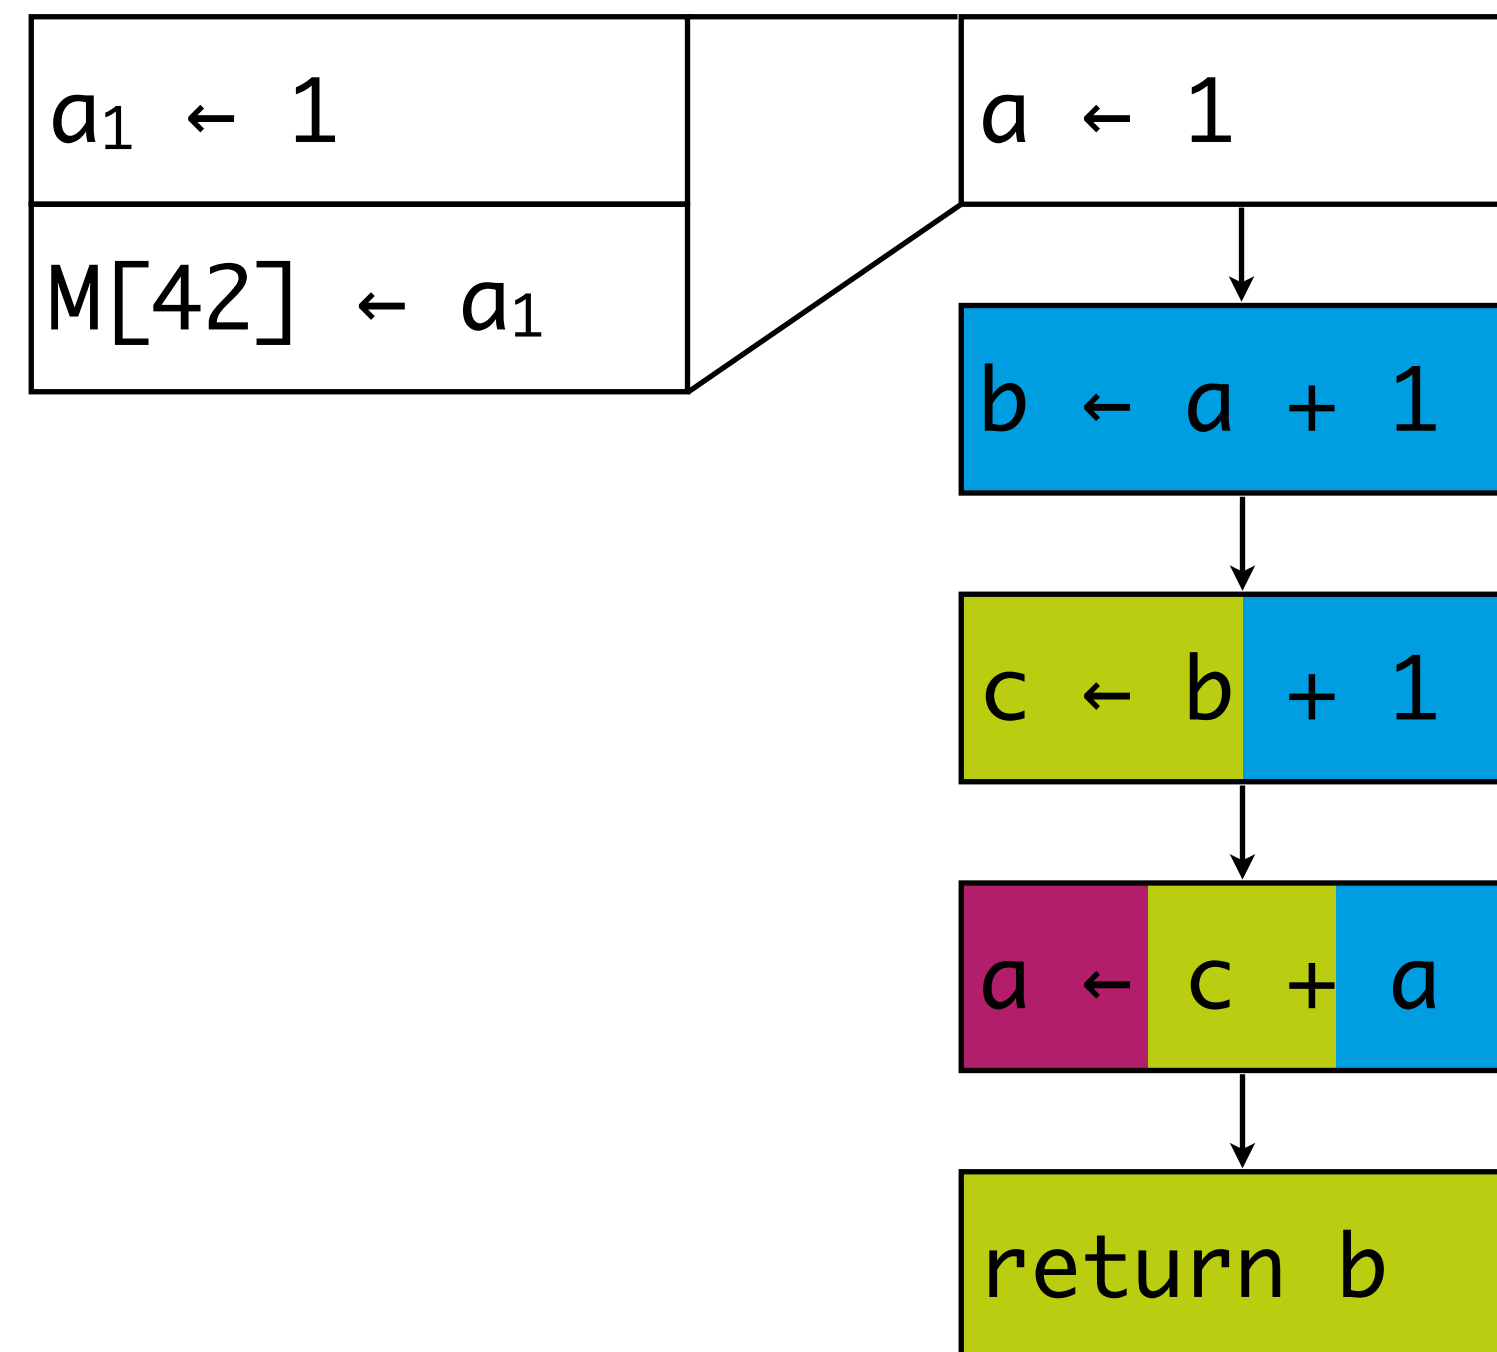 a₁ ← 1
M[42] ← a₁
a ← 1
b ← a + 1
c ← b + 1
a ← c + a
return b